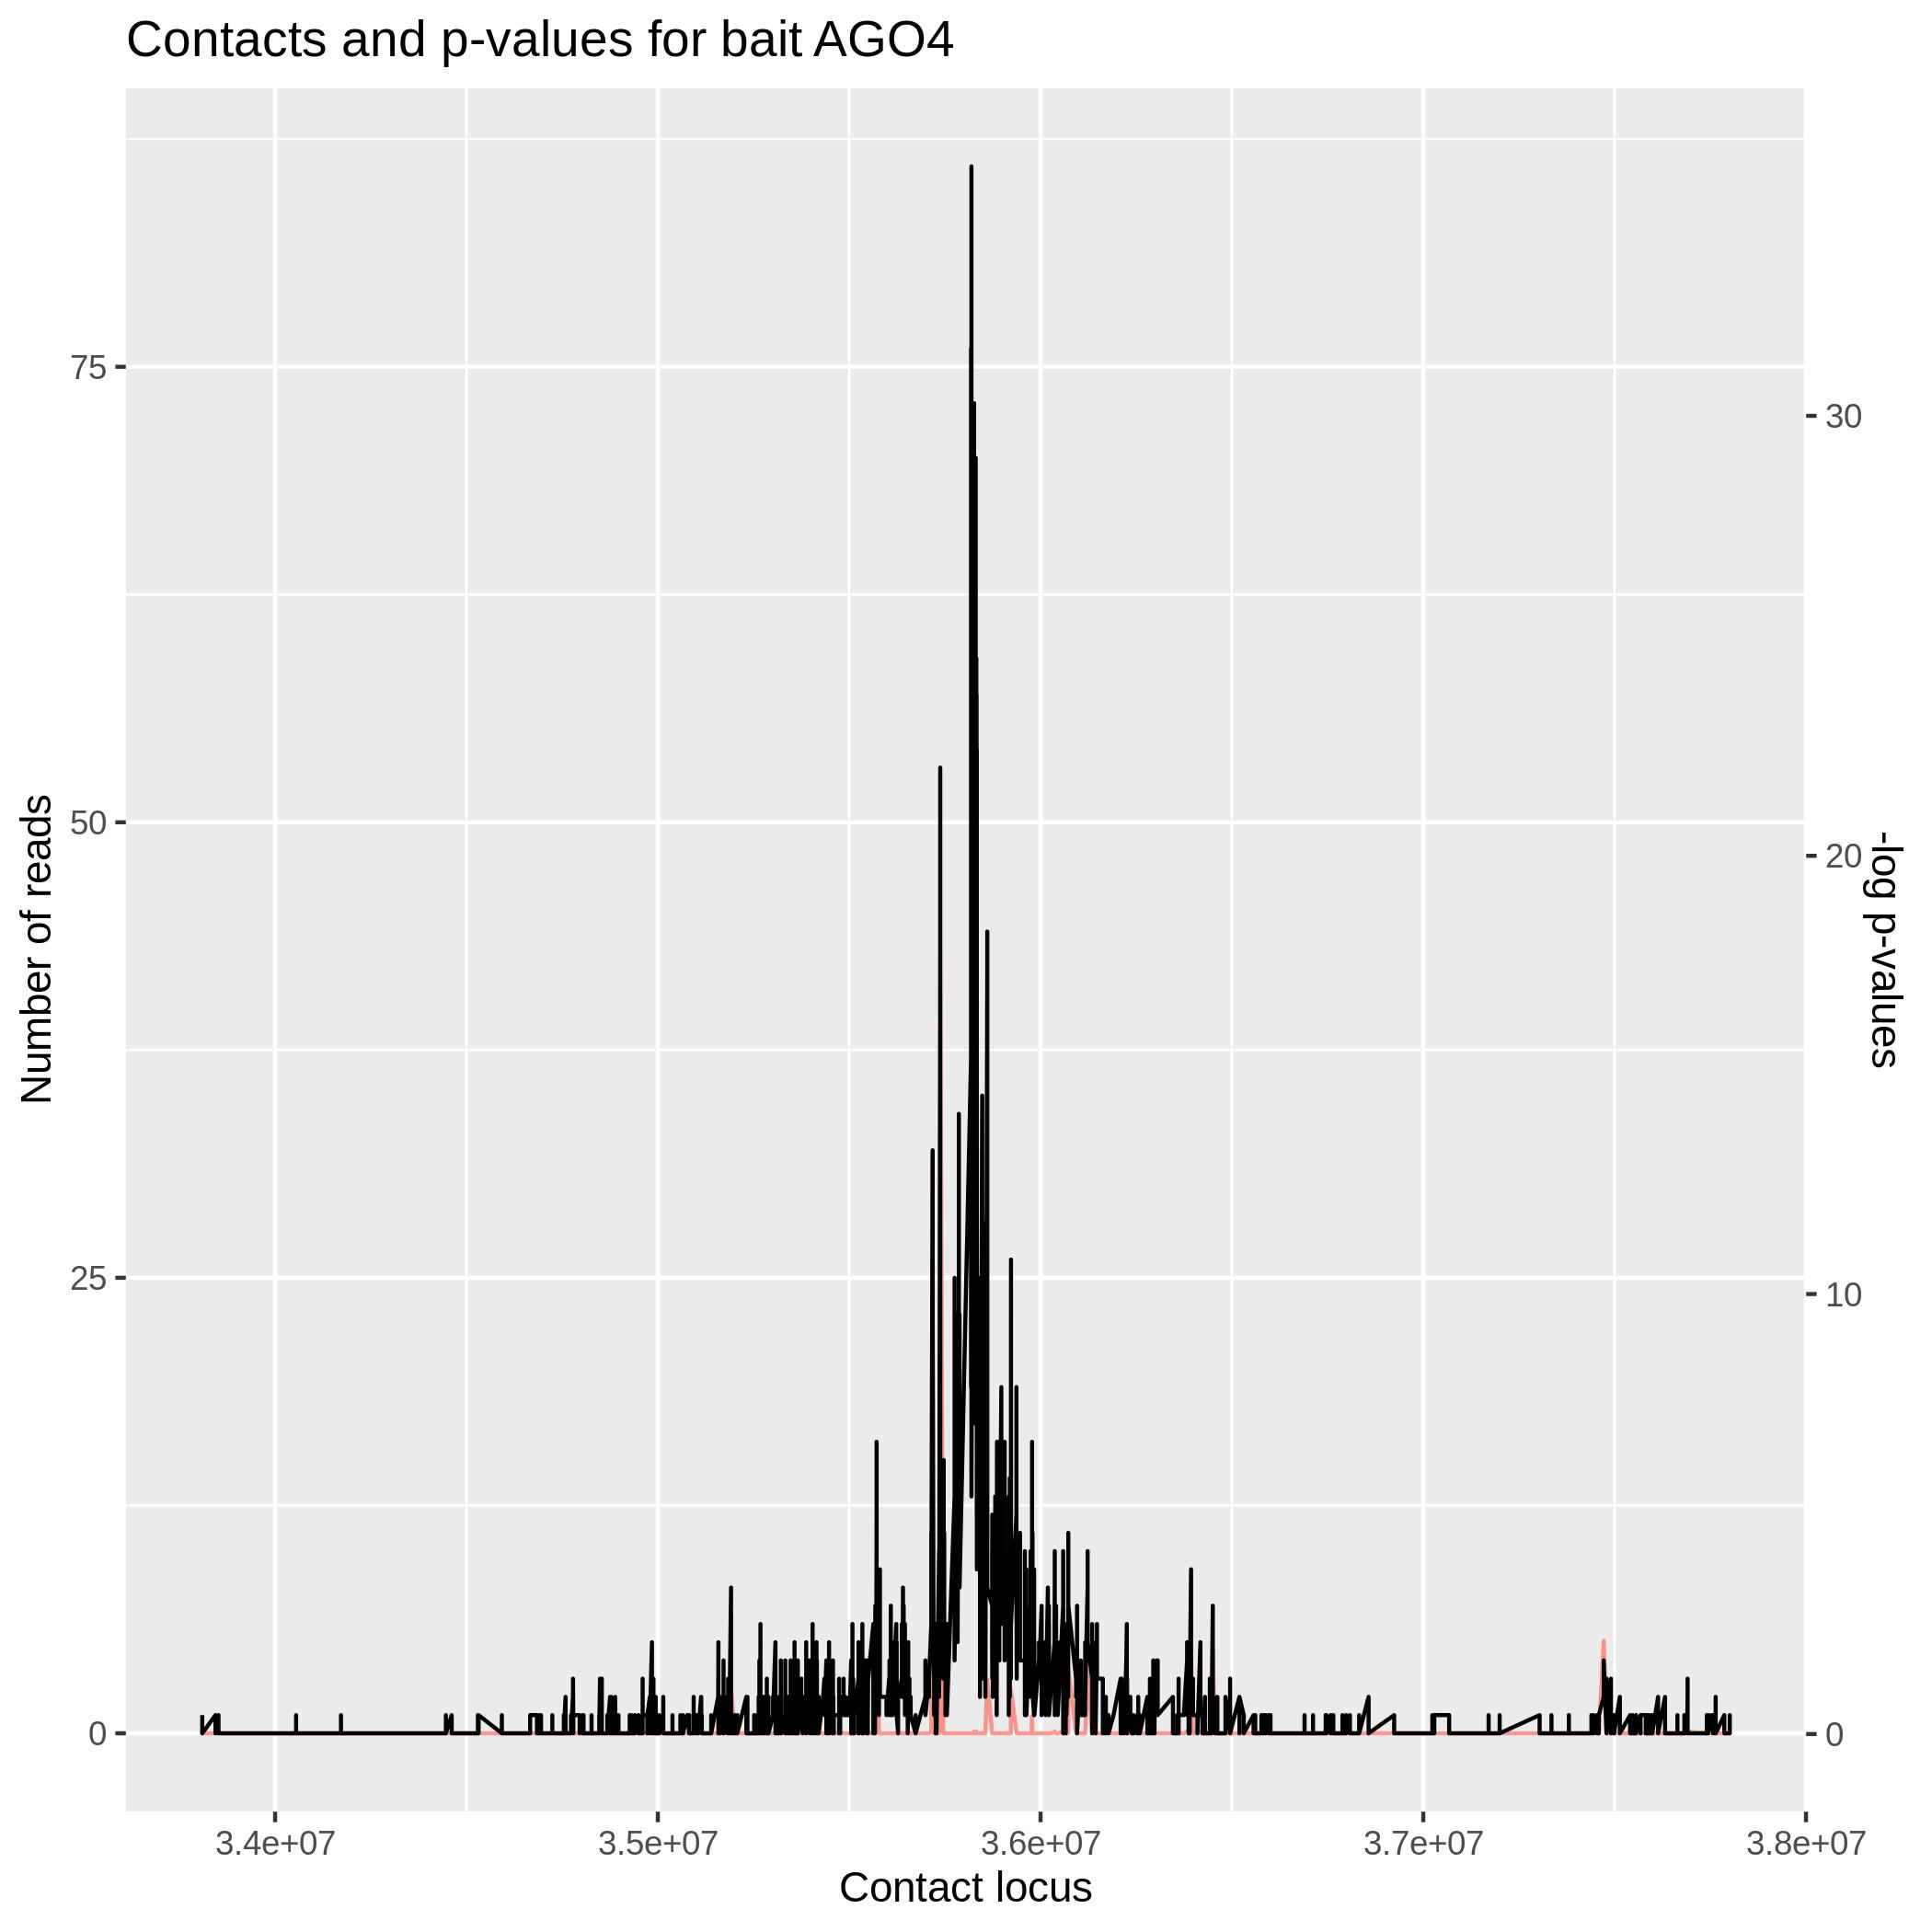 Contacts and p-values for bait AGO4
75
50
25
0
30
20
10
0
Number of reads
-log p-values
3.4e+07
3.5e+07
3.6e+07
3.7e+07
3.8e+07
Contact locus